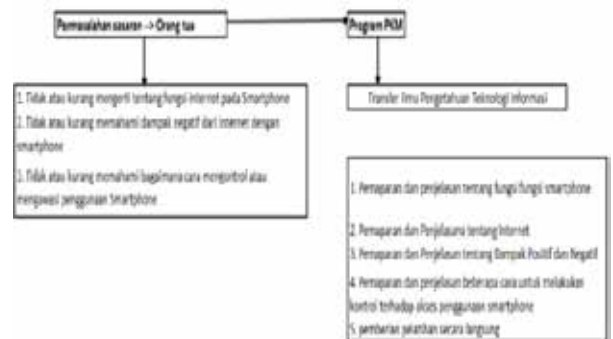 Permasalahan sasaran --> Orang tua
Program PKM
1. Tidak atau kurang mengerti tentang fungsi internet pada Smartphone
2. Tidak atau kurang memahami dampak negatif dari internet dengan
smartphone
3. Tidak atau kurang memahami bagaimana cara mengontrol atau
mengawasi penggunaan Smartphone
Transfer Ilmu Pengetahuan Teknologi Informasi
1. Pemaparan dan penjelasan tentang fungsi fungsi smartphone
2. Pemaparan dan Penjelasana tentang Internet
3. Pemaparan dan Penjelasan tentang Dampak Positif dan Negatif
4. Pemaparan dan penjelasan beberapa cara untuk melakukan
kontrol terhadap akses penggunaan smartphone
5. pemberian pelatihan secara langsung